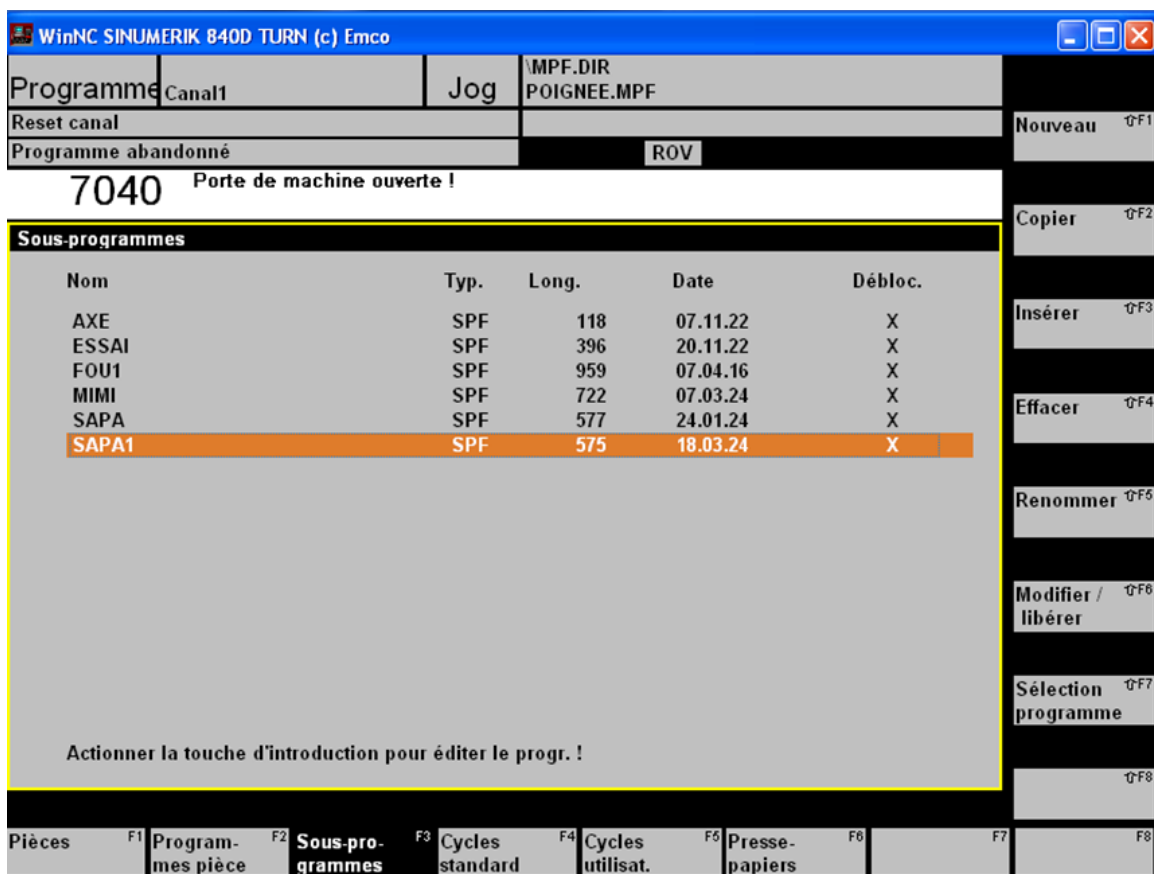 WinNC SINUMERIK 840D TURN (c) Emco
Programme Canal1 Jog \MPF.DIR
POIGNEE.MPF
Reset canal
Programme abandonné ROV
7040 Porte de machine ouverte !
Sous-programmes
Nom Typ. Long. Date Débloc.
AXE SPF 118 07.11.22 X
ESSAI SPF 396 20.11.22 X
FOU1 SPF 959 07.04.16 X
MIMI SPF 722 07.03.24 X
SAPA SPF 577 24.01.24 X
SAPA1 SPF 575 18.03.24 X
Actionner la touche d'introduction pour éditer le progr. !
Nouveau ⇧F1
Copier ⇧F2
Insérer ⇧F3
Effacer ⇧F4
Renommer ⇧F5
Modifier / ⇧F6
libérer
Sélection ⇧F7
programme
⇧F8
Pièces F1 Program- F2 Sous-pro- F3 Cycles F4 Cycles F5 Presse- F6 F7 F8
mes pièce grammes standard utilisat. papiers